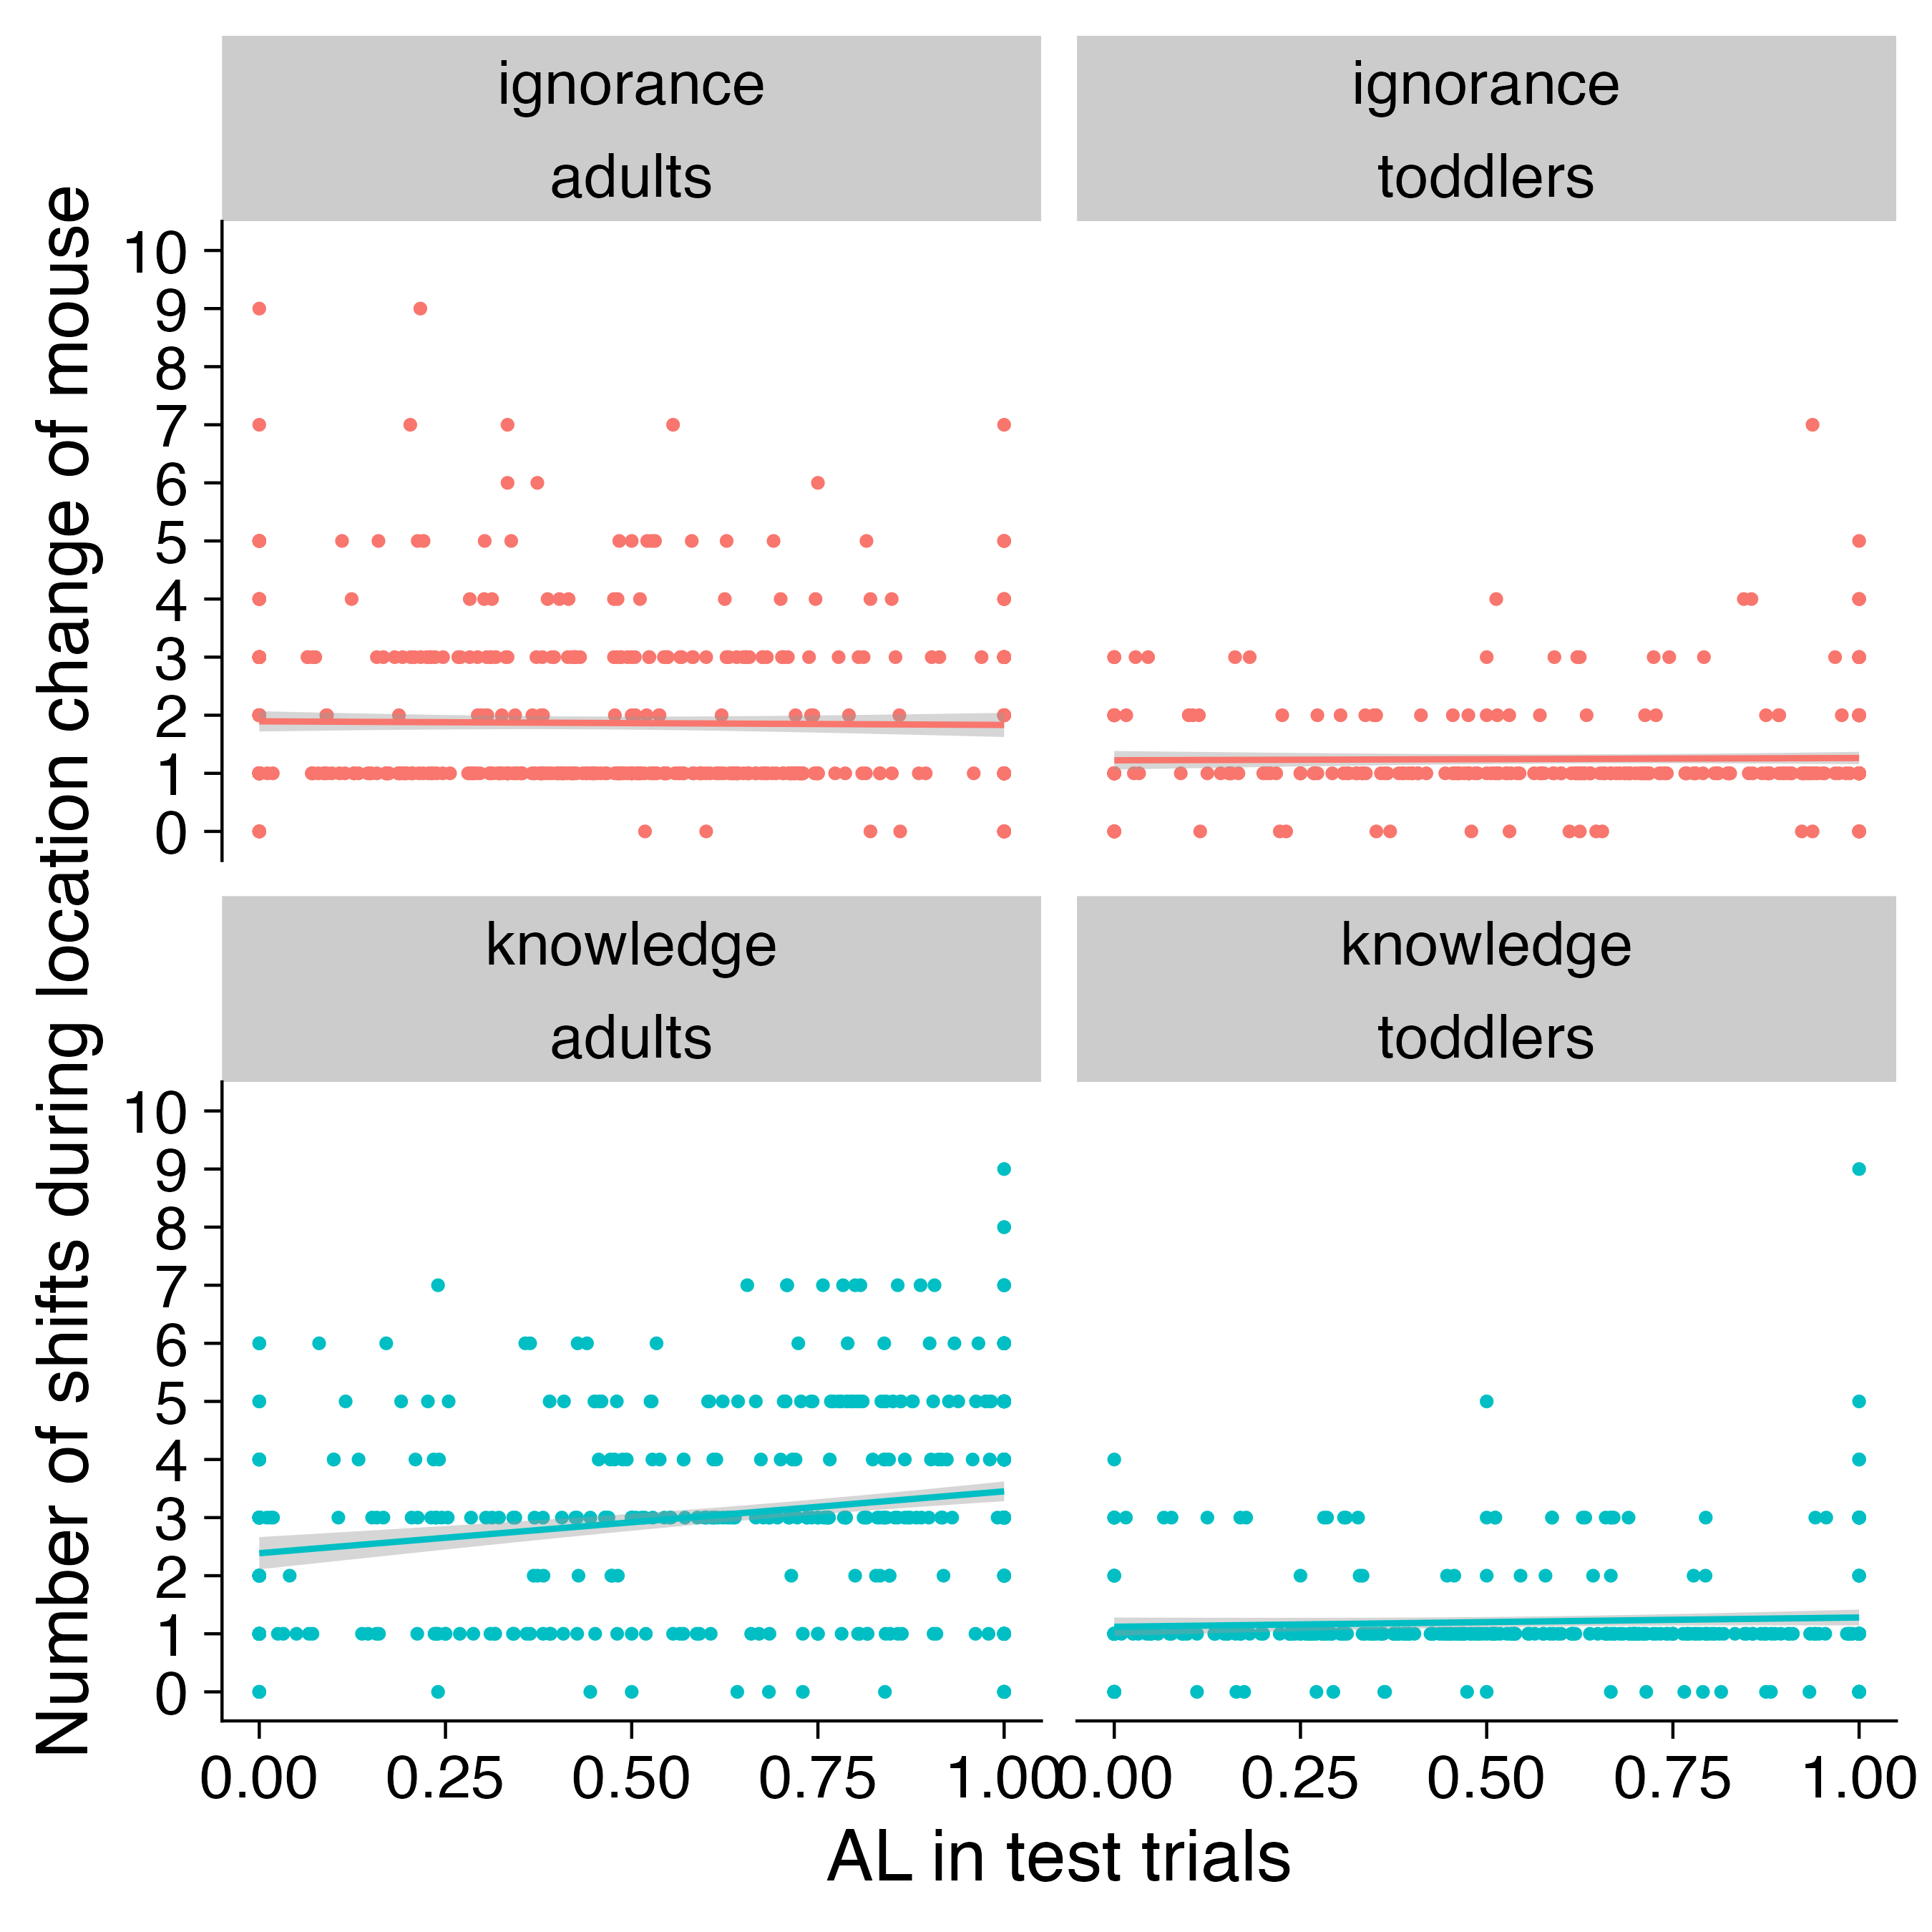 ignorance
adults
ignorance
toddlers
10
9
8
7
6
5
4
3
2
1
0
knowledge
adults
knowledge
toddlers
10
9
8
7
6
5
4
3
2
1
0
0.00 0.25 0.50 0.75 1.00 0.00 0.25 0.50 0.75 1.00
AL in test trials
Number of shifts during location change of mouse